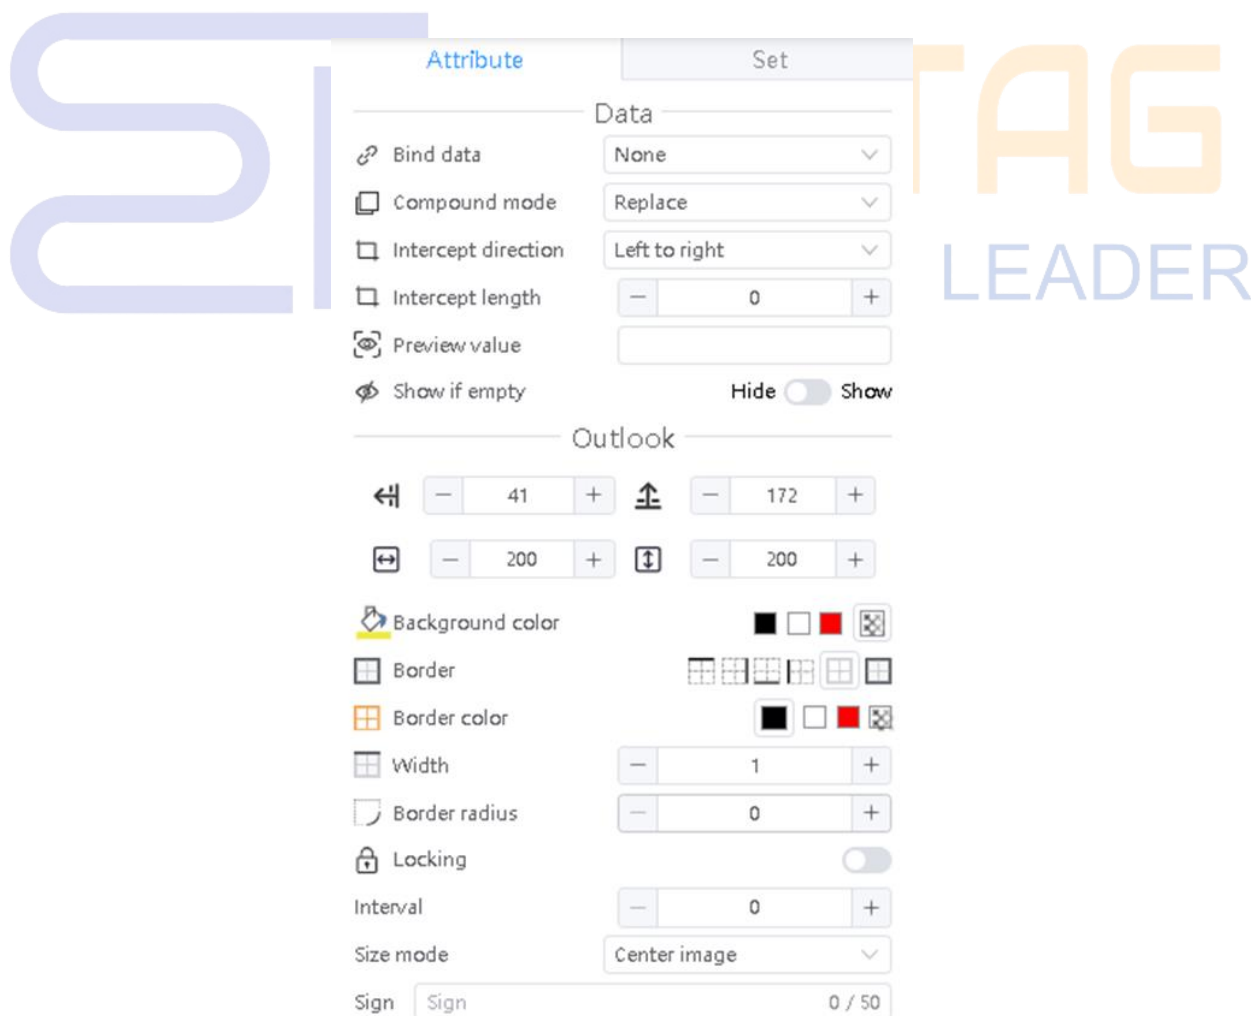 TAG
LEADER
Attribute Set
Data
Bind data None
Compound mode Replace
Intercept direction Left to right
Intercept length − 0 +
Preview value
Show if empty Hide Show
Outlook
− 41 + − 172 +
− 200 + − 200 +
Background color
Border
Border color
Width − 1 +
Border radius − 0 +
Locking
Interval − 0 +
Size mode Center image
Sign Sign 0 / 50